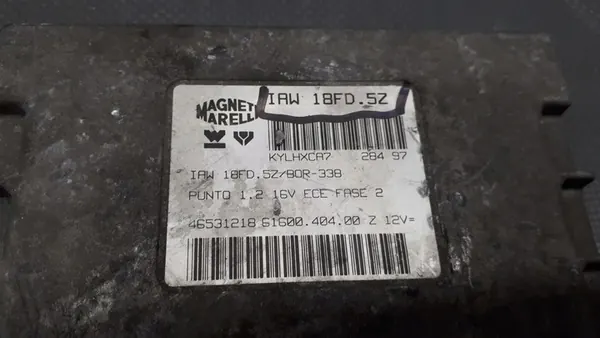 MAGNETI
MARELLI
IAW 18FD.5Z
KYLHXCA7 284 97
IAW 18FD.5Z/BOR-338
PUNTO 1.2 16V ECE FASE 2
46531218 61600.404.00 Z 12V=